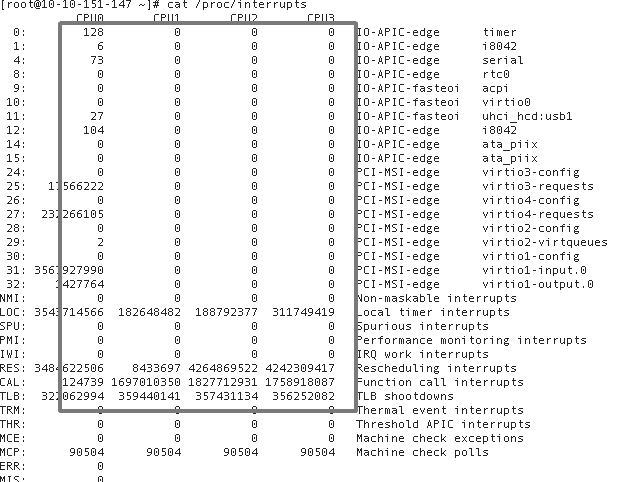 [root@10-10-151-147 ~]# cat /proc/interrupts
CPU0 CPU1 CPU2 CPU3
0: 128 0 0 0 IO-APIC-edge timer
1: 6 0 0 0 IO-APIC-edge i8042
4: 73 0 0 0 IO-APIC-edge serial
8: 0 0 0 0 IO-APIC-edge rtc0
9: 0 0 0 0 IO-APIC-fasteoi acpi
10: 0 0 0 0 IO-APIC-fasteoi virtio0
11: 27 0 0 0 IO-APIC-fasteoi uhci_hcd:usb1
12: 104 0 0 0 IO-APIC-edge i8042
14: 0 0 0 0 IO-APIC-edge ata_piix
15: 0 0 0 0 IO-APIC-edge ata_piix
24: 0 0 0 0 PCI-MSI-edge virtio3-config
25: 0 0 0 PCI-MSI-edge virtio3-requests
26: 0 0 0 0 PCI-MSI-edge virtio4-config
27: 0 0 0 PCI-MSI-edge virtio4-requests
28: 0 0 0 0 PCI-MSI-edge virtio2-config
29: 2 0 0 0 PCI-MSI-edge virtio2-virtqueues
30: 0 0 0 0 PCI-MSI-edge virtio1-config
31: 0 0 0 PCI-MSI-edge virtio1-input.0
32: 0 0 0 PCI-MSI-edge virtio1-output.0
NMI: 0 0 0 0 Non-maskable interrupts
LOC: 182648482 188792377 311749419 Local timer interrupts
SPU: 0 0 0 0 Spurious interrupts
PMI: 0 0 0 0 Performance monitoring interrupts
IWI: 0 0 0 0 IRQ work interrupts
RES: 8433697 4264869522 4242309417 Rescheduling interrupts
CAL: 124739 1697010350 1827712931 1758918087 Function call interrupts
TLB: 359440141 357431134 356252082 TLB shootdowns
TRM: 0 0 0 0 Thermal event interrupts
THR: 0 0 0 0 Threshold APIC interrupts
MCE: 0 0 0 0 Machine check exceptions
MCP: 90504 90504 90504 90504 Machine check polls
ERR: 0
MIS: 0